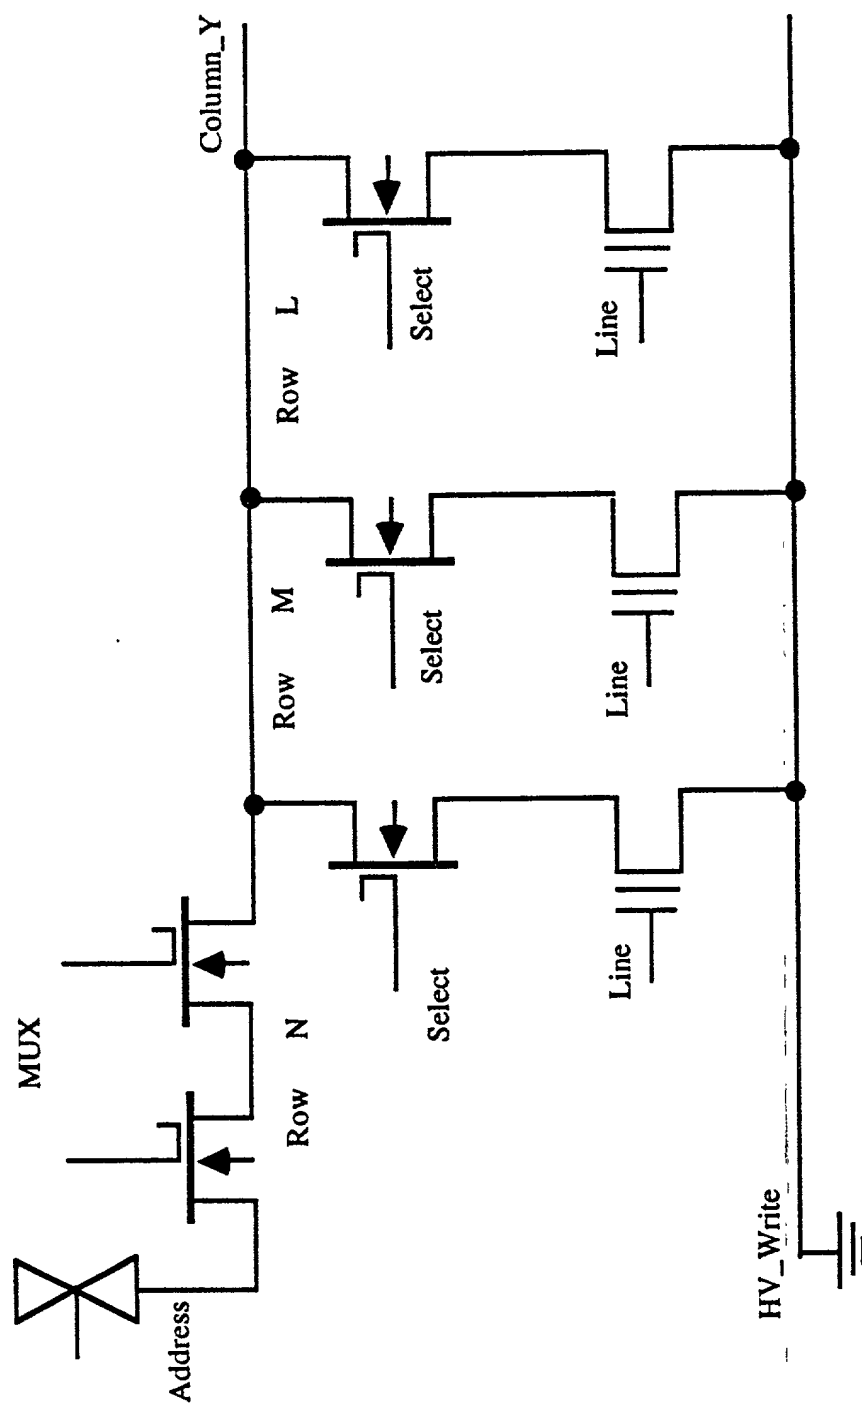 Address
MUX
Column_Y
Row N
Row M
Row L
Select
Select
Select
Line
Line
Line
HV_Write